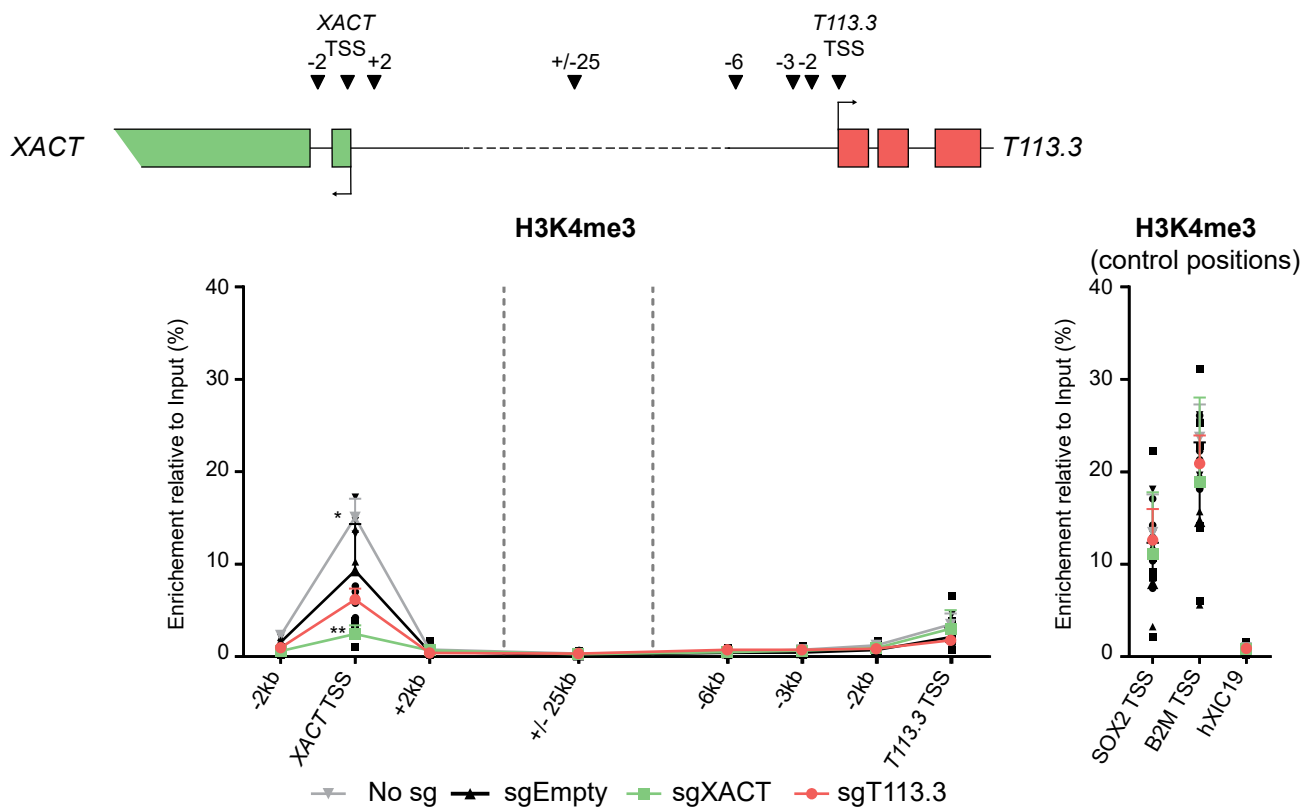 XACT T113.3
TSS TSS
-2 +2 +/-25 -6 -3 -2
XACT T113.3
H3K4me3 H3K4me3
(control positions)
Enrichement relative to Input (%)
40
30
20
10
0
*
**
-2kb XACT TSS +2kb +/- 25kb -6kb -3kb -2kb T113.3 TSS
Enrichement relative to Input (%)
40
30
20
10
0
SOX2 TSS B2M TSS hXIC19
No sg sgEmpty sgXACT sgT113.3